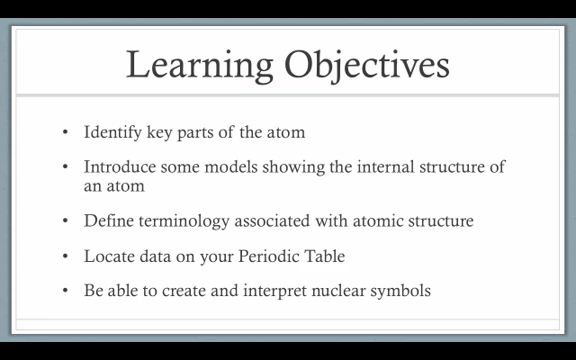 Learning Objectives
• Identify key parts of the atom
• Introduce some models showing the internal structure of
an atom
• Define terminology associated with atomic structure
• Locate data on your Periodic Table
• Be able to create and interpret nuclear symbols